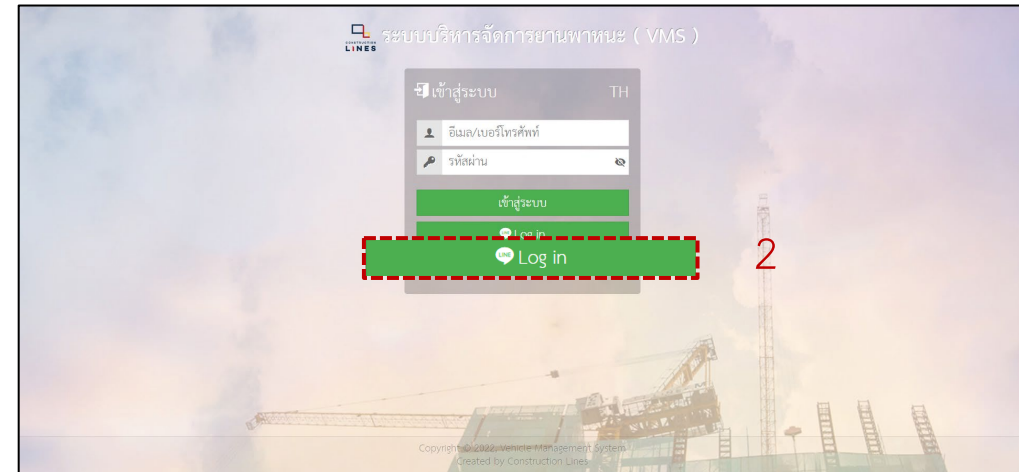 CONSTRUCTION
LINES
ระบบบริหารจัดการยานพาหนะ ( VMS )
เข้าสู่ระบบ TH
อีเมล/เบอร์โทรศัพท์
รหัสผ่าน
เข้าสู่ระบบ
LINE Log in
LINE Log in
2
Copyright © 2022, Vehicle Management System
Created by Construction Lines